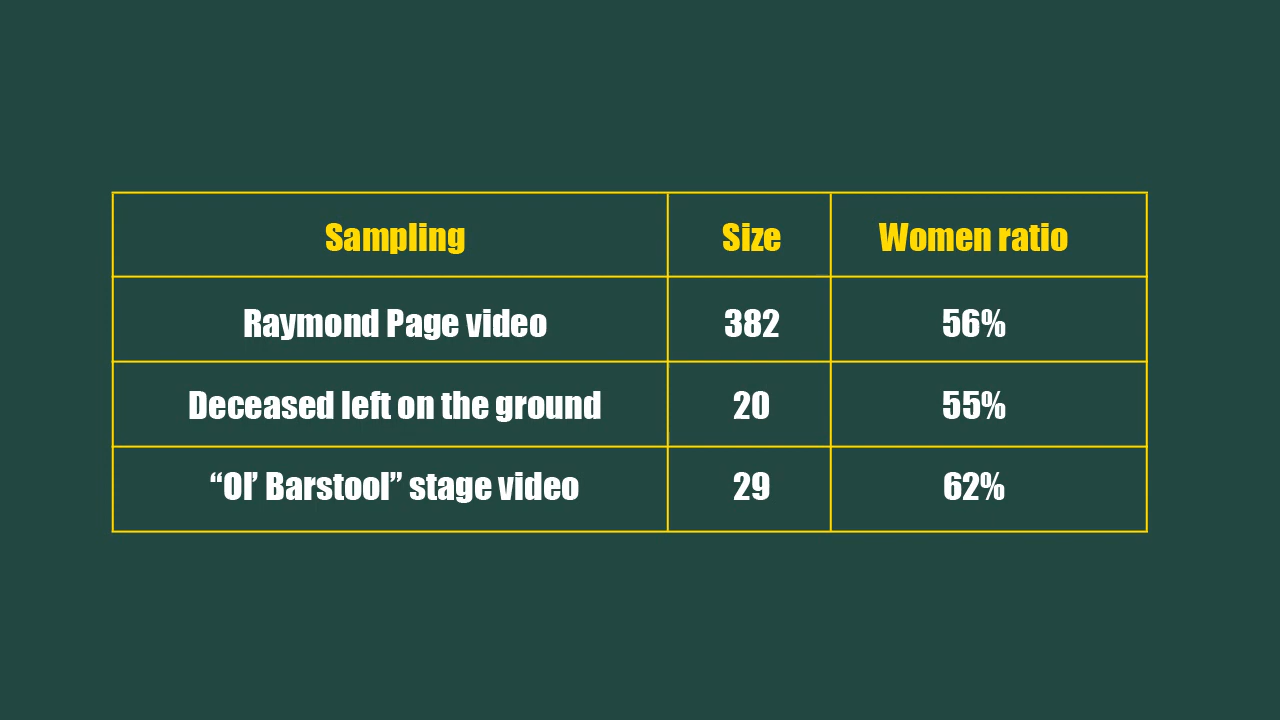 Sampling Size Women ratio
Raymond Page video 382 56%
Deceased left on the ground 20 55%
“Ol’ Barstool” stage video 29 62%